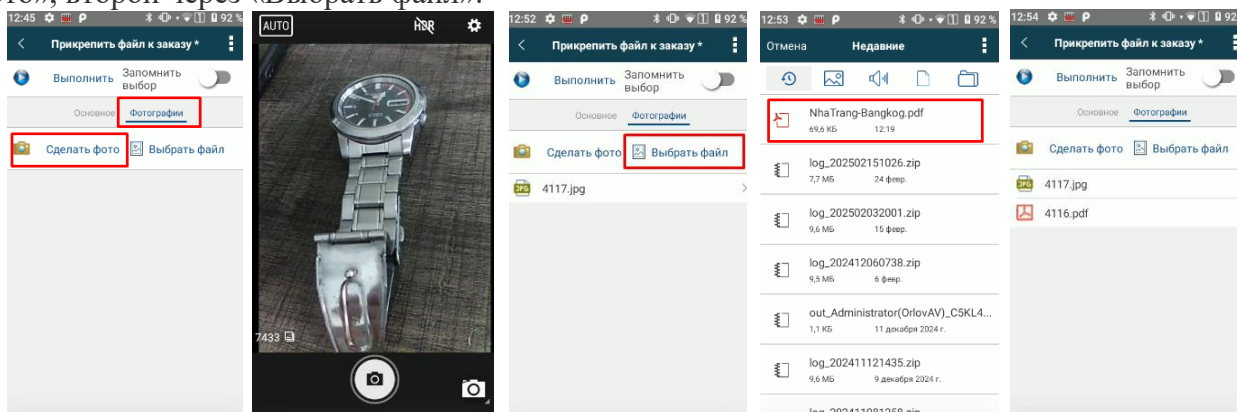 ото», второй через «Выбрать файл».
12:45
92 %
Прикрепить файл к заказу *
Выполнить
Запомнить
выбор
Основное
Фотографии
Сделать фото
Выбрать файл
AUTO
HDR
7433
12:52
92 %
Прикрепить файл к заказу *
Выполнить
Запомнить
выбор
Основное
Фотографии
Сделать фото
Выбрать файл
JPG
4117.jpg
12:53
92 %
Отмена
Недавние
NhaTrang-Bangkog.pdf
69,6 КБ 12:19
log_202502151026.zip
7,7 МБ 24 февр.
log_202502032001.zip
9,6 МБ 15 февр.
log_202412060738.zip
9,5 МБ 6 февр.
out_Administrator(OrlovAV)_C5KL4...
1,1 КБ 11 декабря 2024 г.
log_202411121435.zip
9,6 МБ 9 декабря 2024 г.
12:54
92
Прикрепить файл к заказу *
Выполнить
Запомнить
выбор
Основное
Фотографии
Сделать фото
Выбрать файл
JPG
4117.jpg
4116.pdf